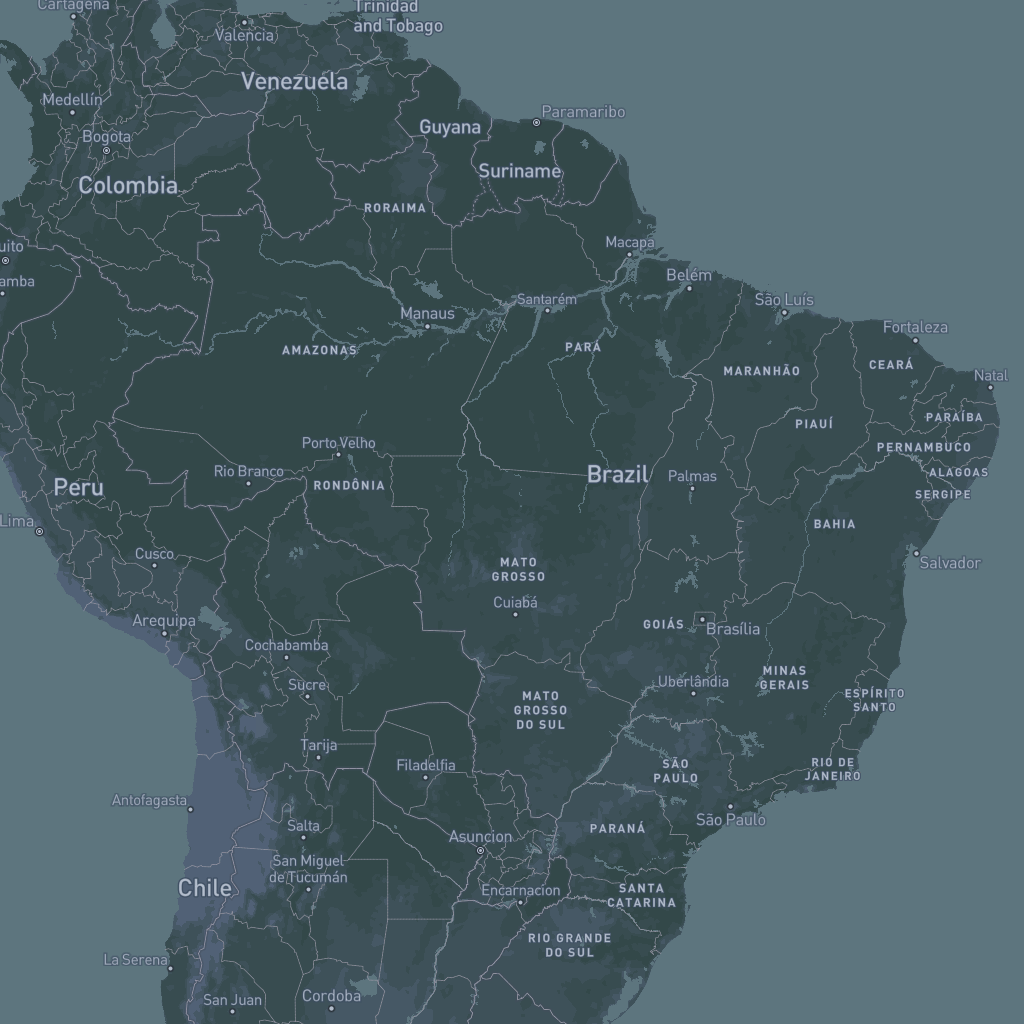 Cartagena
Trinidad
and Tobago
Valencia
Venezuela
Medellín
Paramaribo
Guyana
Bogota
Suriname
Colombia
RORAIMA
Macapa
uito
Belém
amba
Santarém
São Luís
Manaus
Fortaleza
AMAZONAS
PARÁ
CEARÁ
MARANHÃO
Natal
PARAÍBA
PIAUÍ
Porto Velho
PERNAMBUCO
Rio Branco
Brazil
Palmas
ALAGOAS
Peru
RONDÔNIA
SERGIPE
Lima
BAHIA
Cusco
MATO
GROSSO
Salvador
Cuiabá
Arequipa
GOIÁS
Brasília
Cochabamba
MINAS
GERAIS
Sucre
Uberlândia
ESPÍRITO
SANTO
MATO
GROSSO
DO SUL
Tarija
Filadelfia
SÃO
PAULO
RIO DE
JANEIRO
Antofagasta
São Paulo
Salta
PARANÁ
Asuncion
San Miguel
de Tucumán
Chile
Encarnacion
SANTA
CATARINA
RIO GRANDE
DO SUL
La Serena
San Juan
Cordoba